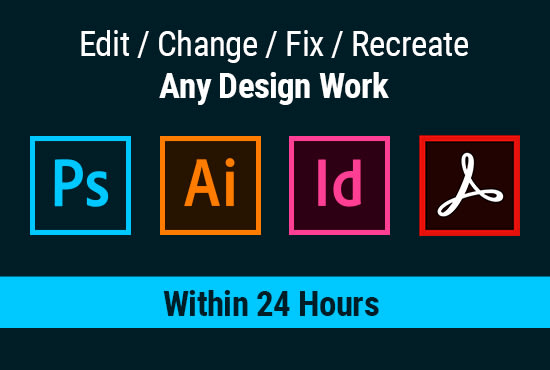 Edit / Change / Fix / Recreate
Any Design Work
Ps Ai Id
Within 24 Hours